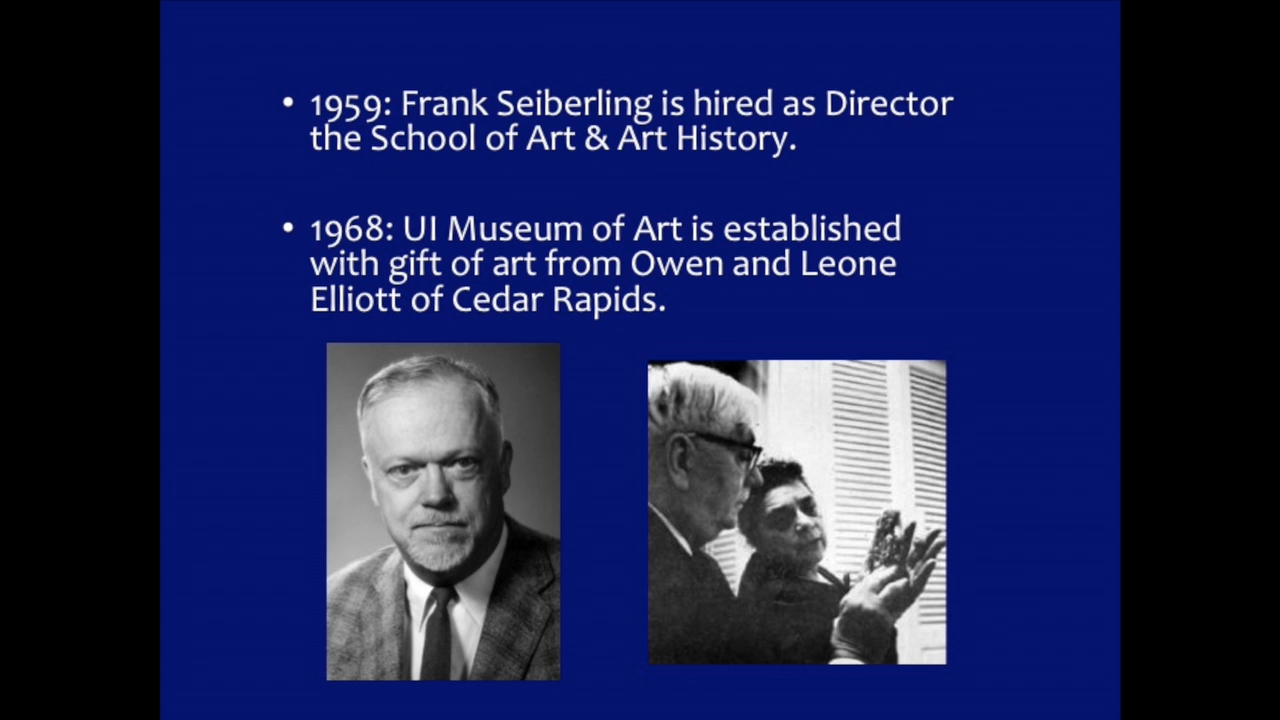 • 1959: Frank Seiberling is hired as Director
the School of Art & Art History.
• 1968: UI Museum of Art is established
with gift of art from Owen and Leone
Elliott of Cedar Rapids.